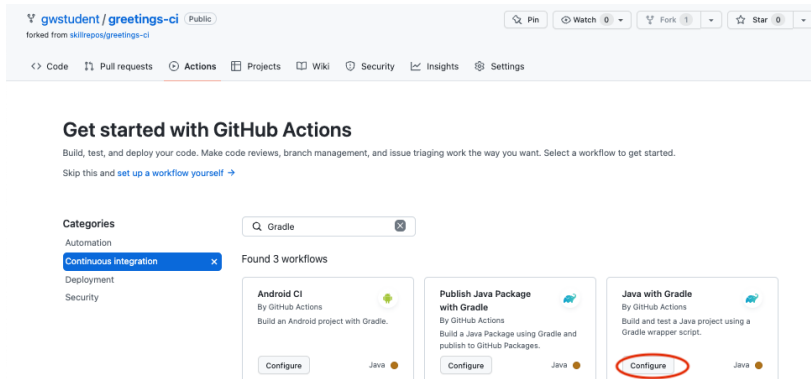 gwstudent / greetings-ci Public
Pin Watch 0 Fork 1 Star 0
forked from skillrepos/greetings-ci
<> Code Pull requests Actions Projects Wiki Security Insights Settings
Get started with GitHub Actions
Build, test, and deploy your code. Make code reviews, branch management, and issue triaging work the way you want. Select a workflow to get started.
Skip this and set up a workflow yourself →
Categories
Automation
Continuous integration ×
Deployment
Security
Gradle
Found 3 workflows
Android CI
By GitHub Actions
Build an Android project with Gradle.
Configure Java
Publish Java Package
with Gradle
By GitHub Actions
Build a Java Package using Gradle and
publish to GitHub Packages.
Configure Java
Java with Gradle
By GitHub Actions
Build and test a Java project using a
Gradle wrapper script.
Configure Java